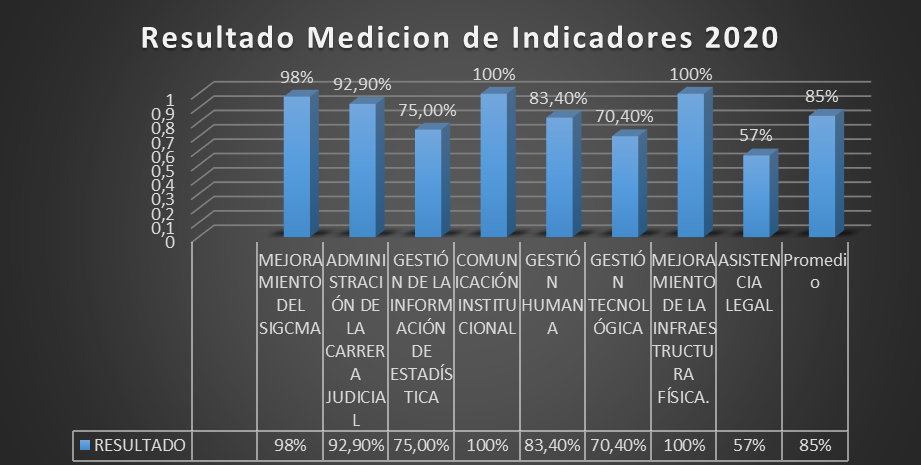 Resultado Medicion de Indicadores 2020
98%
92,90%
75,00%
100%
83,40%
70,40%
100%
57%
85%
1
0,9
0,8
0,7
0,6
0,5
0,4
0,3
0,2
0,1
0
MEJORA
MIENTO
DEL
SIGCMA
ADMINI
STRACI
ÓN DE
LA
CARRER
A
JUDICIA
L
GESTIÓ
N DE LA
INFORM
ACIÓN
DE
ESTADÍS
TICA
COMUN
ICACIÓN
INSTITU
CIONAL
GESTIÓ
N
HUMAN
A
GESTIÓ
N
TECNOL
ÓGICA
MEJORA
MIENTO
DE LA
INFRAES
TRUCTU
RA
FÍSICA.
ASISTEN
CIA
LEGAL
Promedi
o
RESULTADO 98% 92,90% 75,00% 100% 83,40% 70,40% 100% 57% 85%